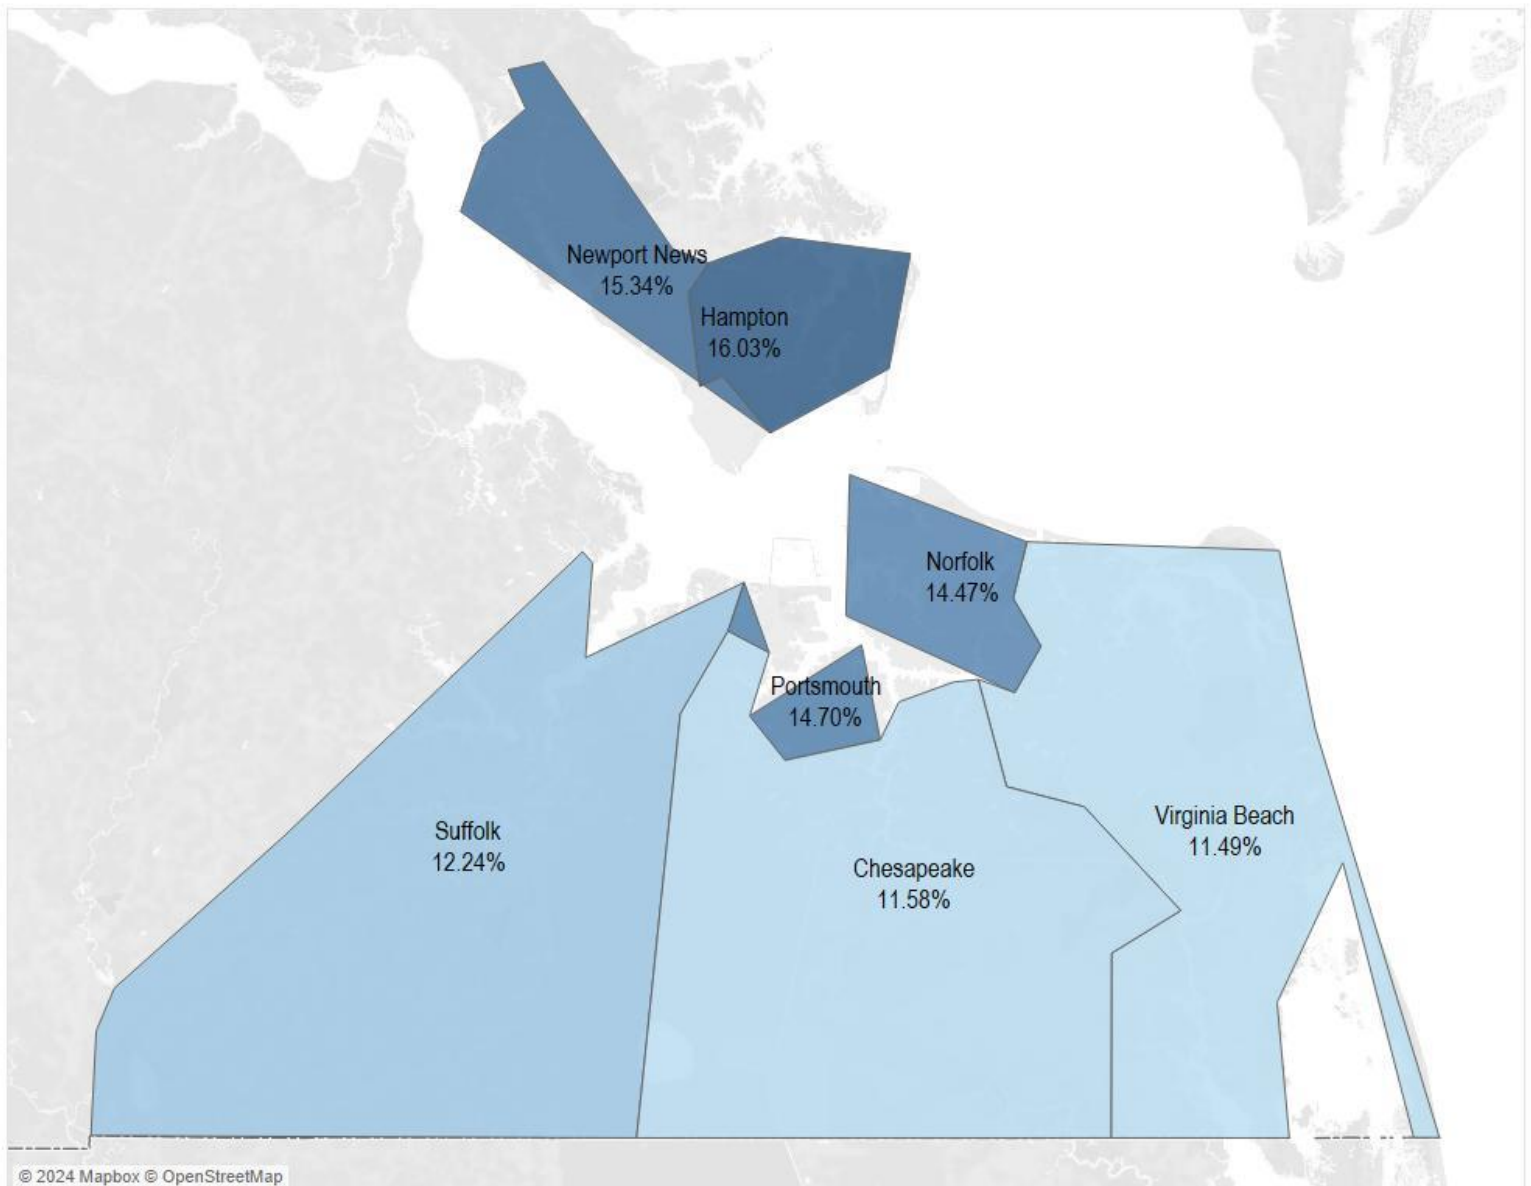 Newport News
15.34%
Hampton
16.03%
Norfolk
14.47%
Portsmouth
14.70%
Suffolk
12.24%
Virginia Beach
11.49%
Chesapeake
11.58%
© 2024 Mapbox © OpenStreetMap